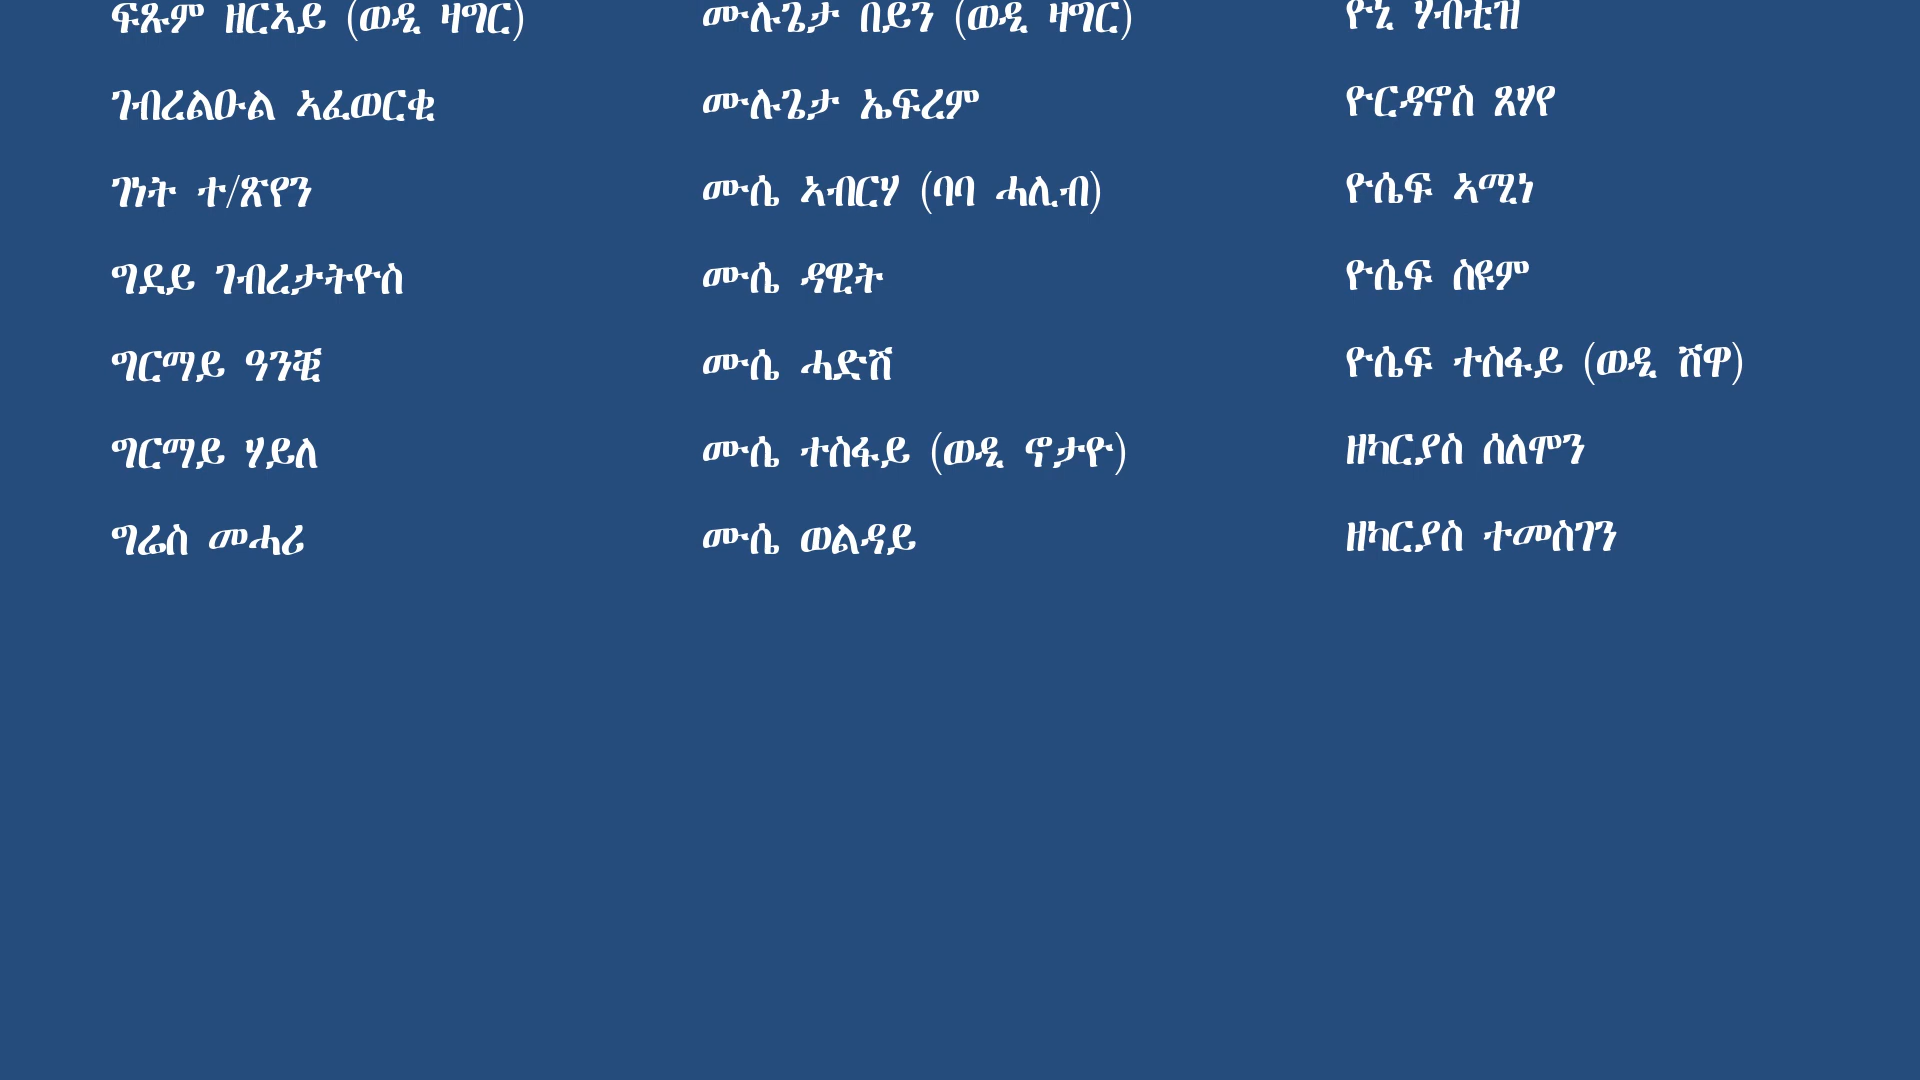 ፍጹም ዘርኣይ (ወዲ ዛግር)
ገብረልዑል ኣፈወርቂ
ገነት ተ/ጽየን
ግደይ ገብረታትዮስ
ግርማይ ዓንቒ
ግርማይ ሃይለ
ግሬስ መሓሪ
ሙሉጌታ በይን (ወዲ ዛግር)
ሙሉጌታ ኤፍረም
ሙሴ ኣብርሃ (ባባ ሓሊብ)
ሙሴ ዳዊት
ሙሴ ሓድሽ
ሙሴ ተስፋይ (ወዲ ኖታዮ)
ሙሴ ወልዳይ
ዮኒ ሃብቲዝ
ዮርዳኖስ ጸሃየ
ዮሴፍ ኣሚነ
ዮሴፍ ስዩም
ዮሴፍ ተስፋይ (ወዲ ሸዋ)
ዘካርያስ ሰለሞን
ዘካርያስ ተመስገን